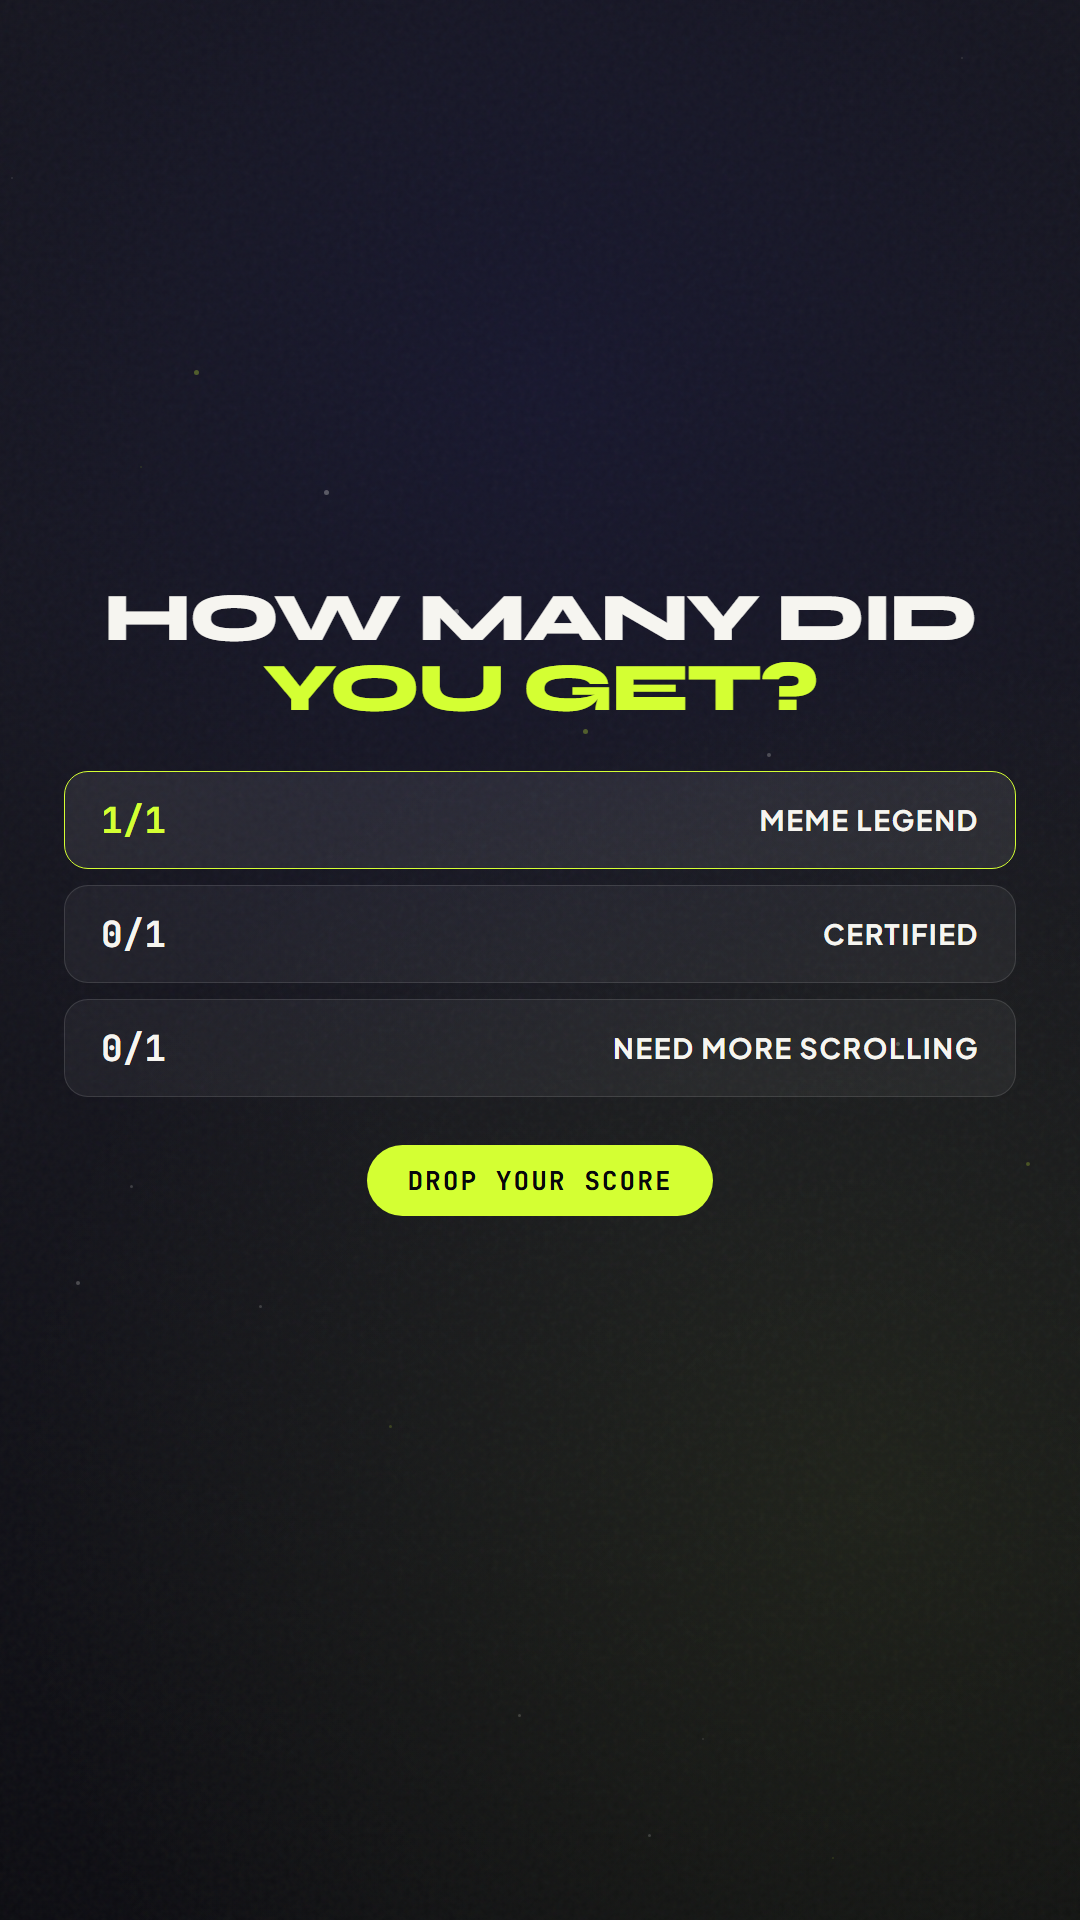 HOW MANY DID
YOU GET?
1/1 MEME LEGEND
0/1 CERTIFIED
0/1 NEED MORE SCROLLING
DROP YOUR SCORE